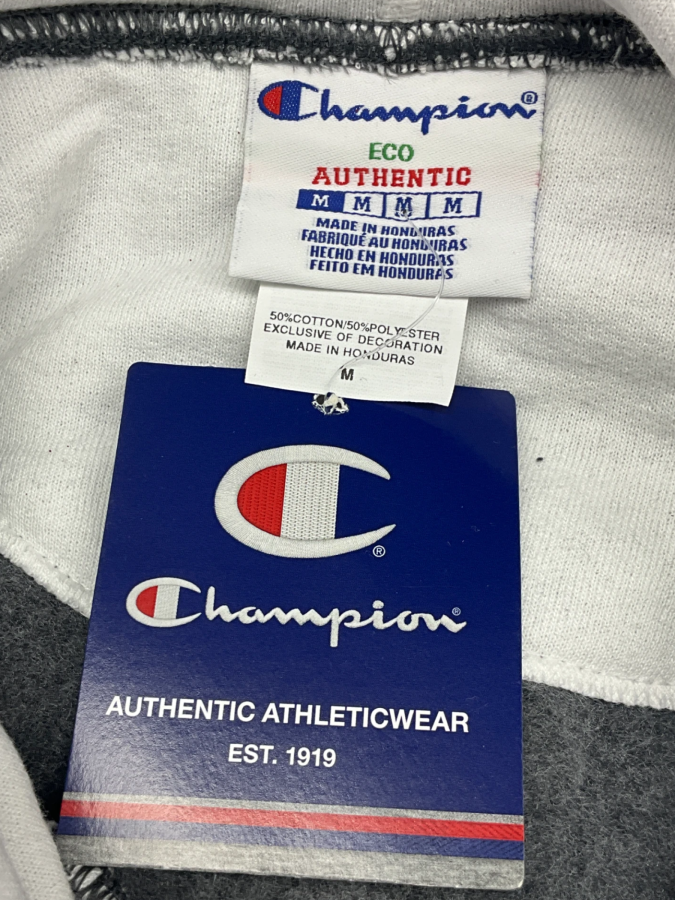 Champion®
ECO
AUTHENTIC
M M M M
MADE IN HONDURAS
FABRIQUÉ AU HONDURAS
HECHO EN HONDURAS
FEITO EM HONDURAS
50%COTTON/50%POLYESTER
EXCLUSIVE OF DECORATION
MADE IN HONDURAS
M
®
Champion®
AUTHENTIC ATHLETICWEAR
EST. 1919